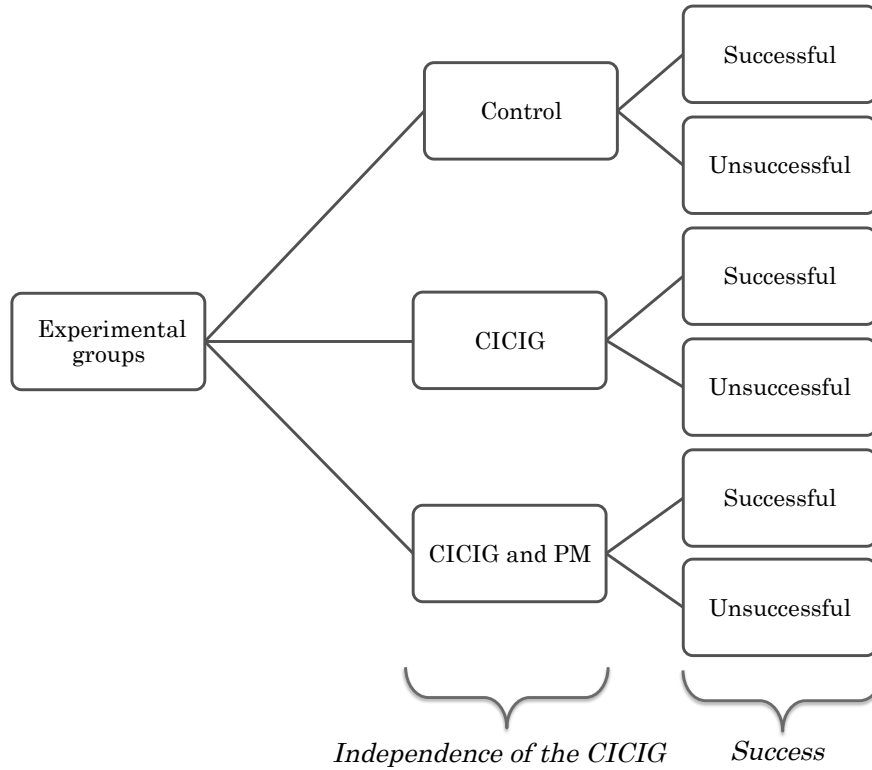 Successful
Control
Unsuccessful
Successful
Experimental
groups
CICIG
Unsuccessful
Successful
CICIG and PM
Unsuccessful
Independence of the CICIG
Success